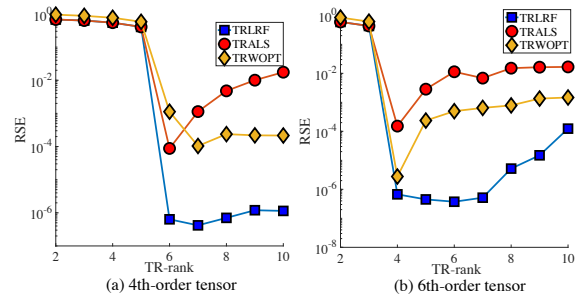 10^0
10^-2
10^-4
10^-6
RSE
TRLRF
TRALS
TRWOPT
2 4 6 8 10
TR-rank
(a) 4th-order tensor
10^0
10^-2
10^-4
10^-6
10^-8
RSE
TRLRF
TRALS
TRWOPT
2 4 6 8 10
TR-rank
(b) 6th-order tensor